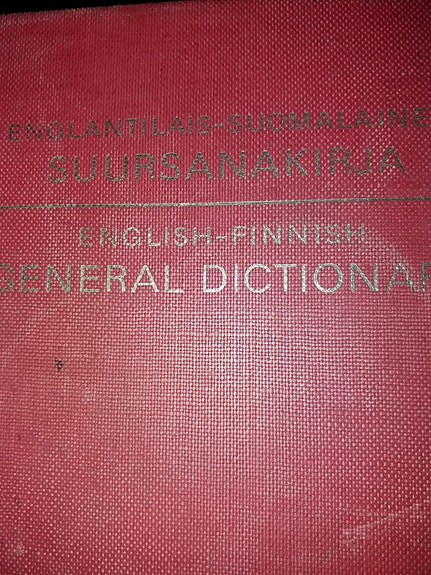 ENGLANTILAIS-SUOMALAINE
SUURSANAKIRJA
ENGLISH-FINNISH
GENERAL DICTIONAR